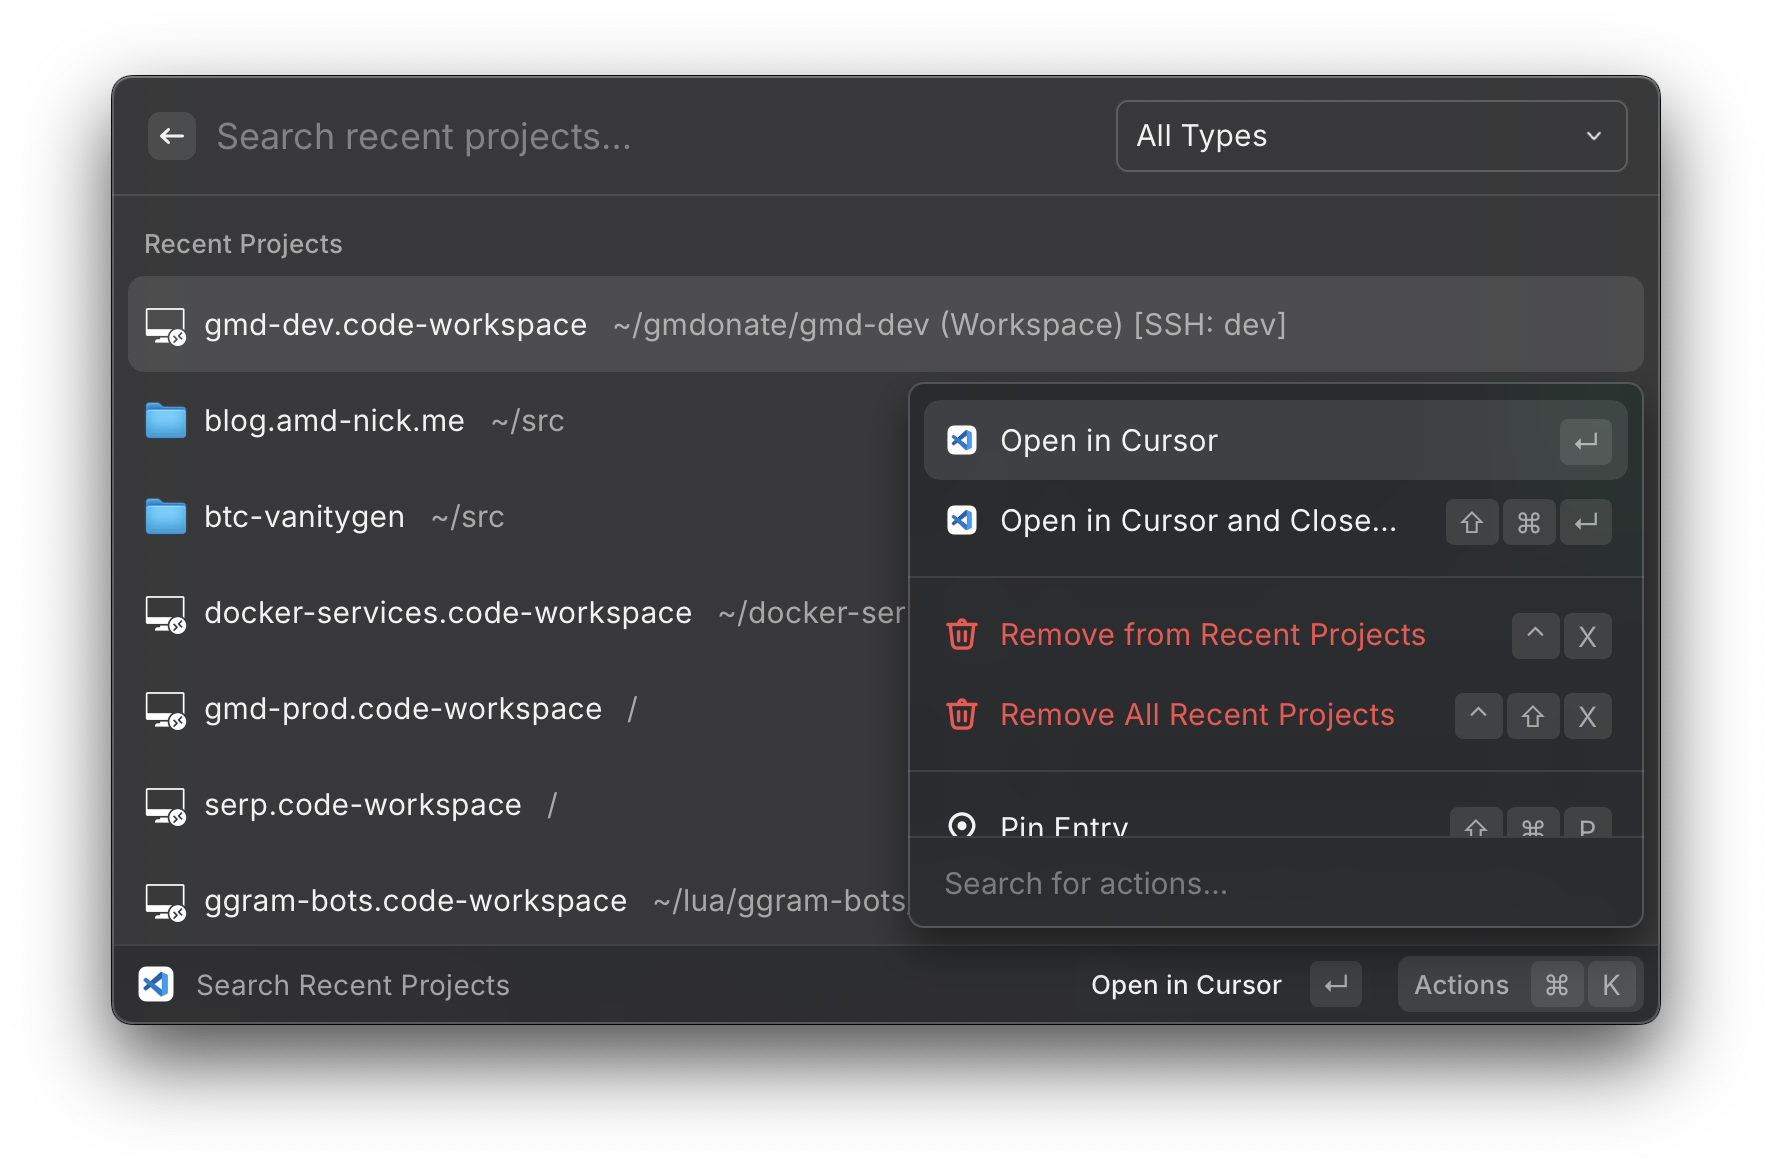 Search recent projects...
All Types
Recent Projects
gmd-dev.code-workspace ~/gmdonate/gmd-dev (Workspace) [SSH: dev]
blog.amd-nick.me ~/src
btc-vanitygen ~/src
docker-services.code-workspace ~/docker-ser
gmd-prod.code-workspace /
serp.code-workspace /
ggram-bots.code-workspace ~/lua/ggram-bots
Open in Cursor ↵
Open in Cursor and Close... ⇧ ⌘ ↵
Remove from Recent Projects ^ X
Remove All Recent Projects ^ ⇧ X
Pin Entry ⇧ ⌘ P
Search for actions...
Search Recent Projects
Open in Cursor ↵
Actions ⌘ K